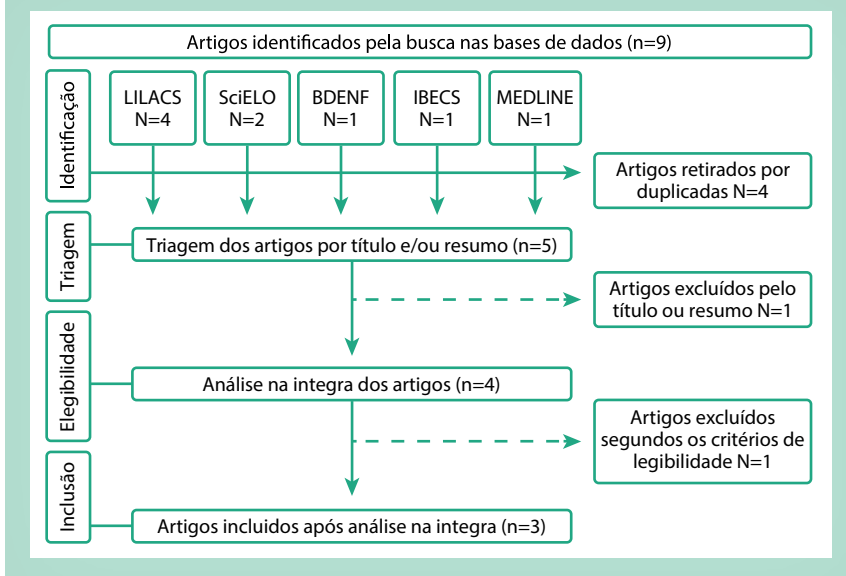 Artigos identificados pela busca nas bases de dados (n=9)
Identificação
LILACS
N=4
SciELO
N=2
BDENF
N=1
IBECS
N=1
MEDLINE
N=1
Artigos retirados por
duplicadas N=4
Triagem
Triagem dos artigos por título e/ou resumo (n=5)
Artigos excluídos pelo
título ou resumo N=1
Elegibilidade
Análise na integra dos artigos (n=4)
Artigos excluídos
segundos os critérios de
legibilidade N=1
Inclusão
Artigos incluidos após análise na integra (n=3)